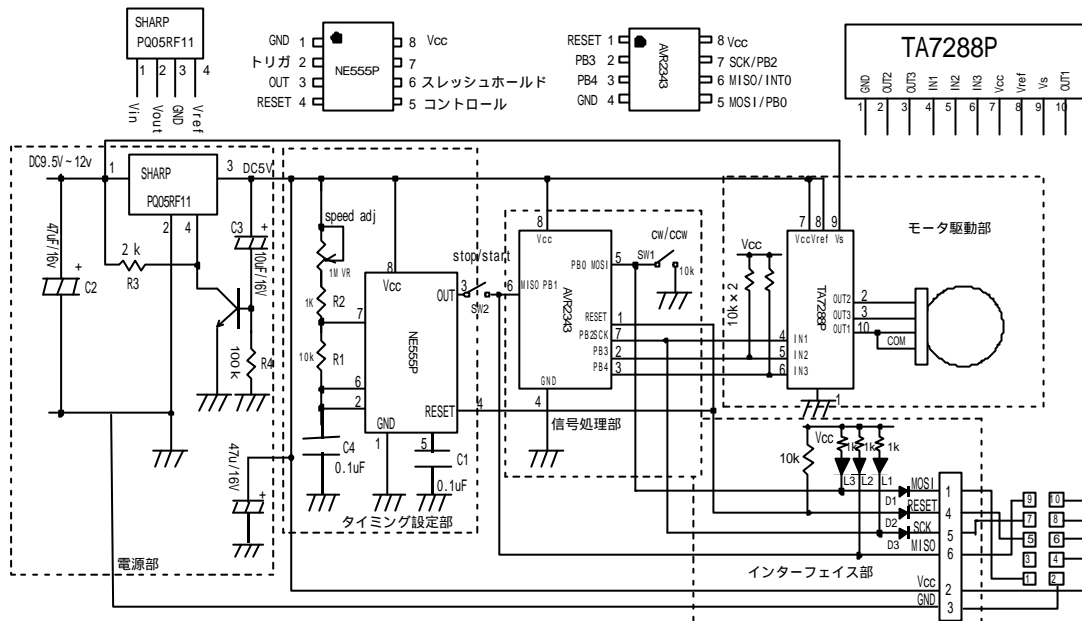 SHARP
PQ05RF11
1 2 3 4
Vin
Vout
GND
Vref
GND 1
トリガ 2
OUT 3
RESET 4
NE555P
8 Vcc
7
6 スレッシュホールド
5 コントロール
RESET 1
PB3 2
PB4 3
GND 4
AVR2343
8 Vcc
7 SCK/PB2
6 MISO/INT0
5 MOSI/PB0
TA7288P
GND OUT2 OUT3 IN1 IN2 IN3 Vcc Vref Vs OUT1
1 2 3 4 5 6 7 8 9 10
DC9.5V~12v
1
SHARP
PQ05RF11
3
DC5V
2 4
47uF/16V
+
C2
2 k
R3
C3
+
10uF/16V
100k
R4
47u/16V
+
電源部
speed adj
1M VR
1K
R2
10k
R1
C4
0.1uF
8
Vcc
7
6
2
NE555P
OUT
3
RESET
4
GND
1
5
C1
0.1uF
タイミング設定部
stop/start
SW2
6
8
Vcc
MISO PB1
AVR2343
PB0 MOSI
5
RESET
1
PB2SCK
7
PB3
2
PB4
3
GND
4
SW1
cw/ccw
10k
信号処理部
Vcc
10k×2
7 8 9
Vcc Vref Vs
TA7288P
IN1
4
IN2
5
IN3
6
OUT2
2
OUT3
3
OUT1
10
COM
1
モータ駆動部
Vcc
10k
1k
1k
1k
L3
L2
L1
D1
D2
D3
MOSI
RESET
SCK
MISO
Vcc
GND
1
4
5
6
2
3
インターフェイス部
9 10
7 8
5 6
3 4
1 2